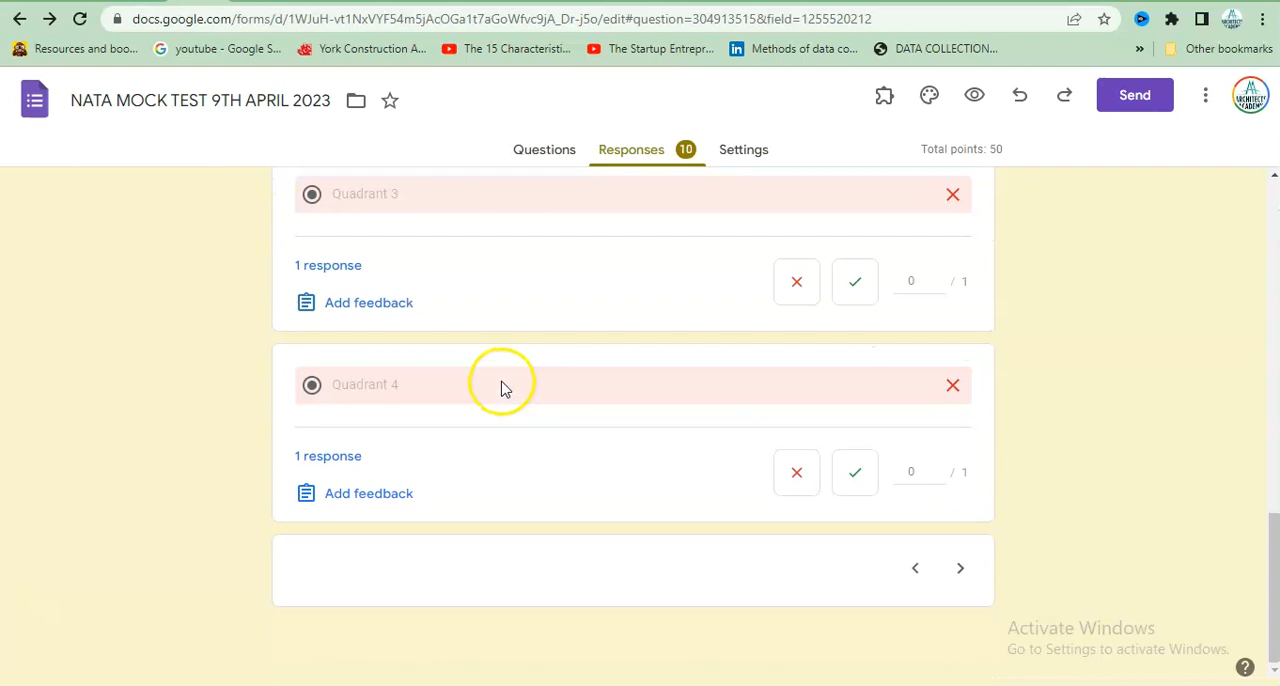 docs.google.com/forms/d/1WJuH-vt1NxVYF54m5jAcOGa1t7aGoWfvc9jA_Dr-j5o/edit#question=304913515&field=1255520212
Resources and boo...
youtube - Google S...
York Construction A...
The 15 Characteristi...
The Startup Entrepr...
Methods of data co...
DATA COLLECTION...
»
Other bookmarks
NATA MOCK TEST 9TH APRIL 2023
Send
ARCHITECT'S
ACADEMY
Questions
Responses 10
Settings
Total points: 50
Quadrant 3
1 response
0 / 1
Add feedback
Quadrant 4
1 response
0 / 1
Add feedback
Activate Windows
Go to Settings to activate Windows.